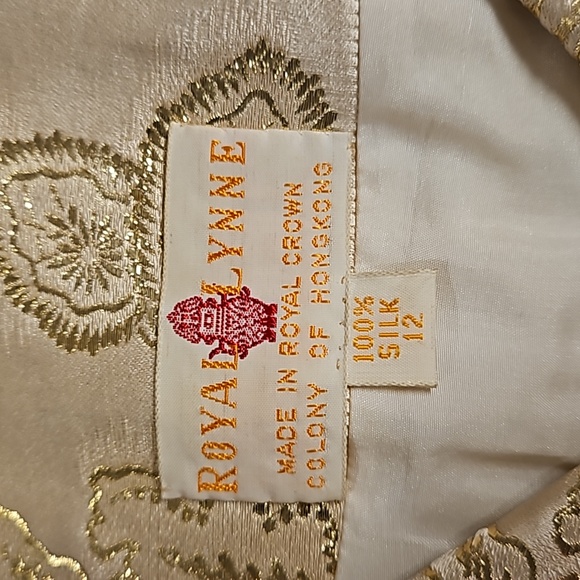 ROYAL LYNNE
MADE IN ROYAL CROWN
COLONY OF HONGKONG
100%
SILK
12